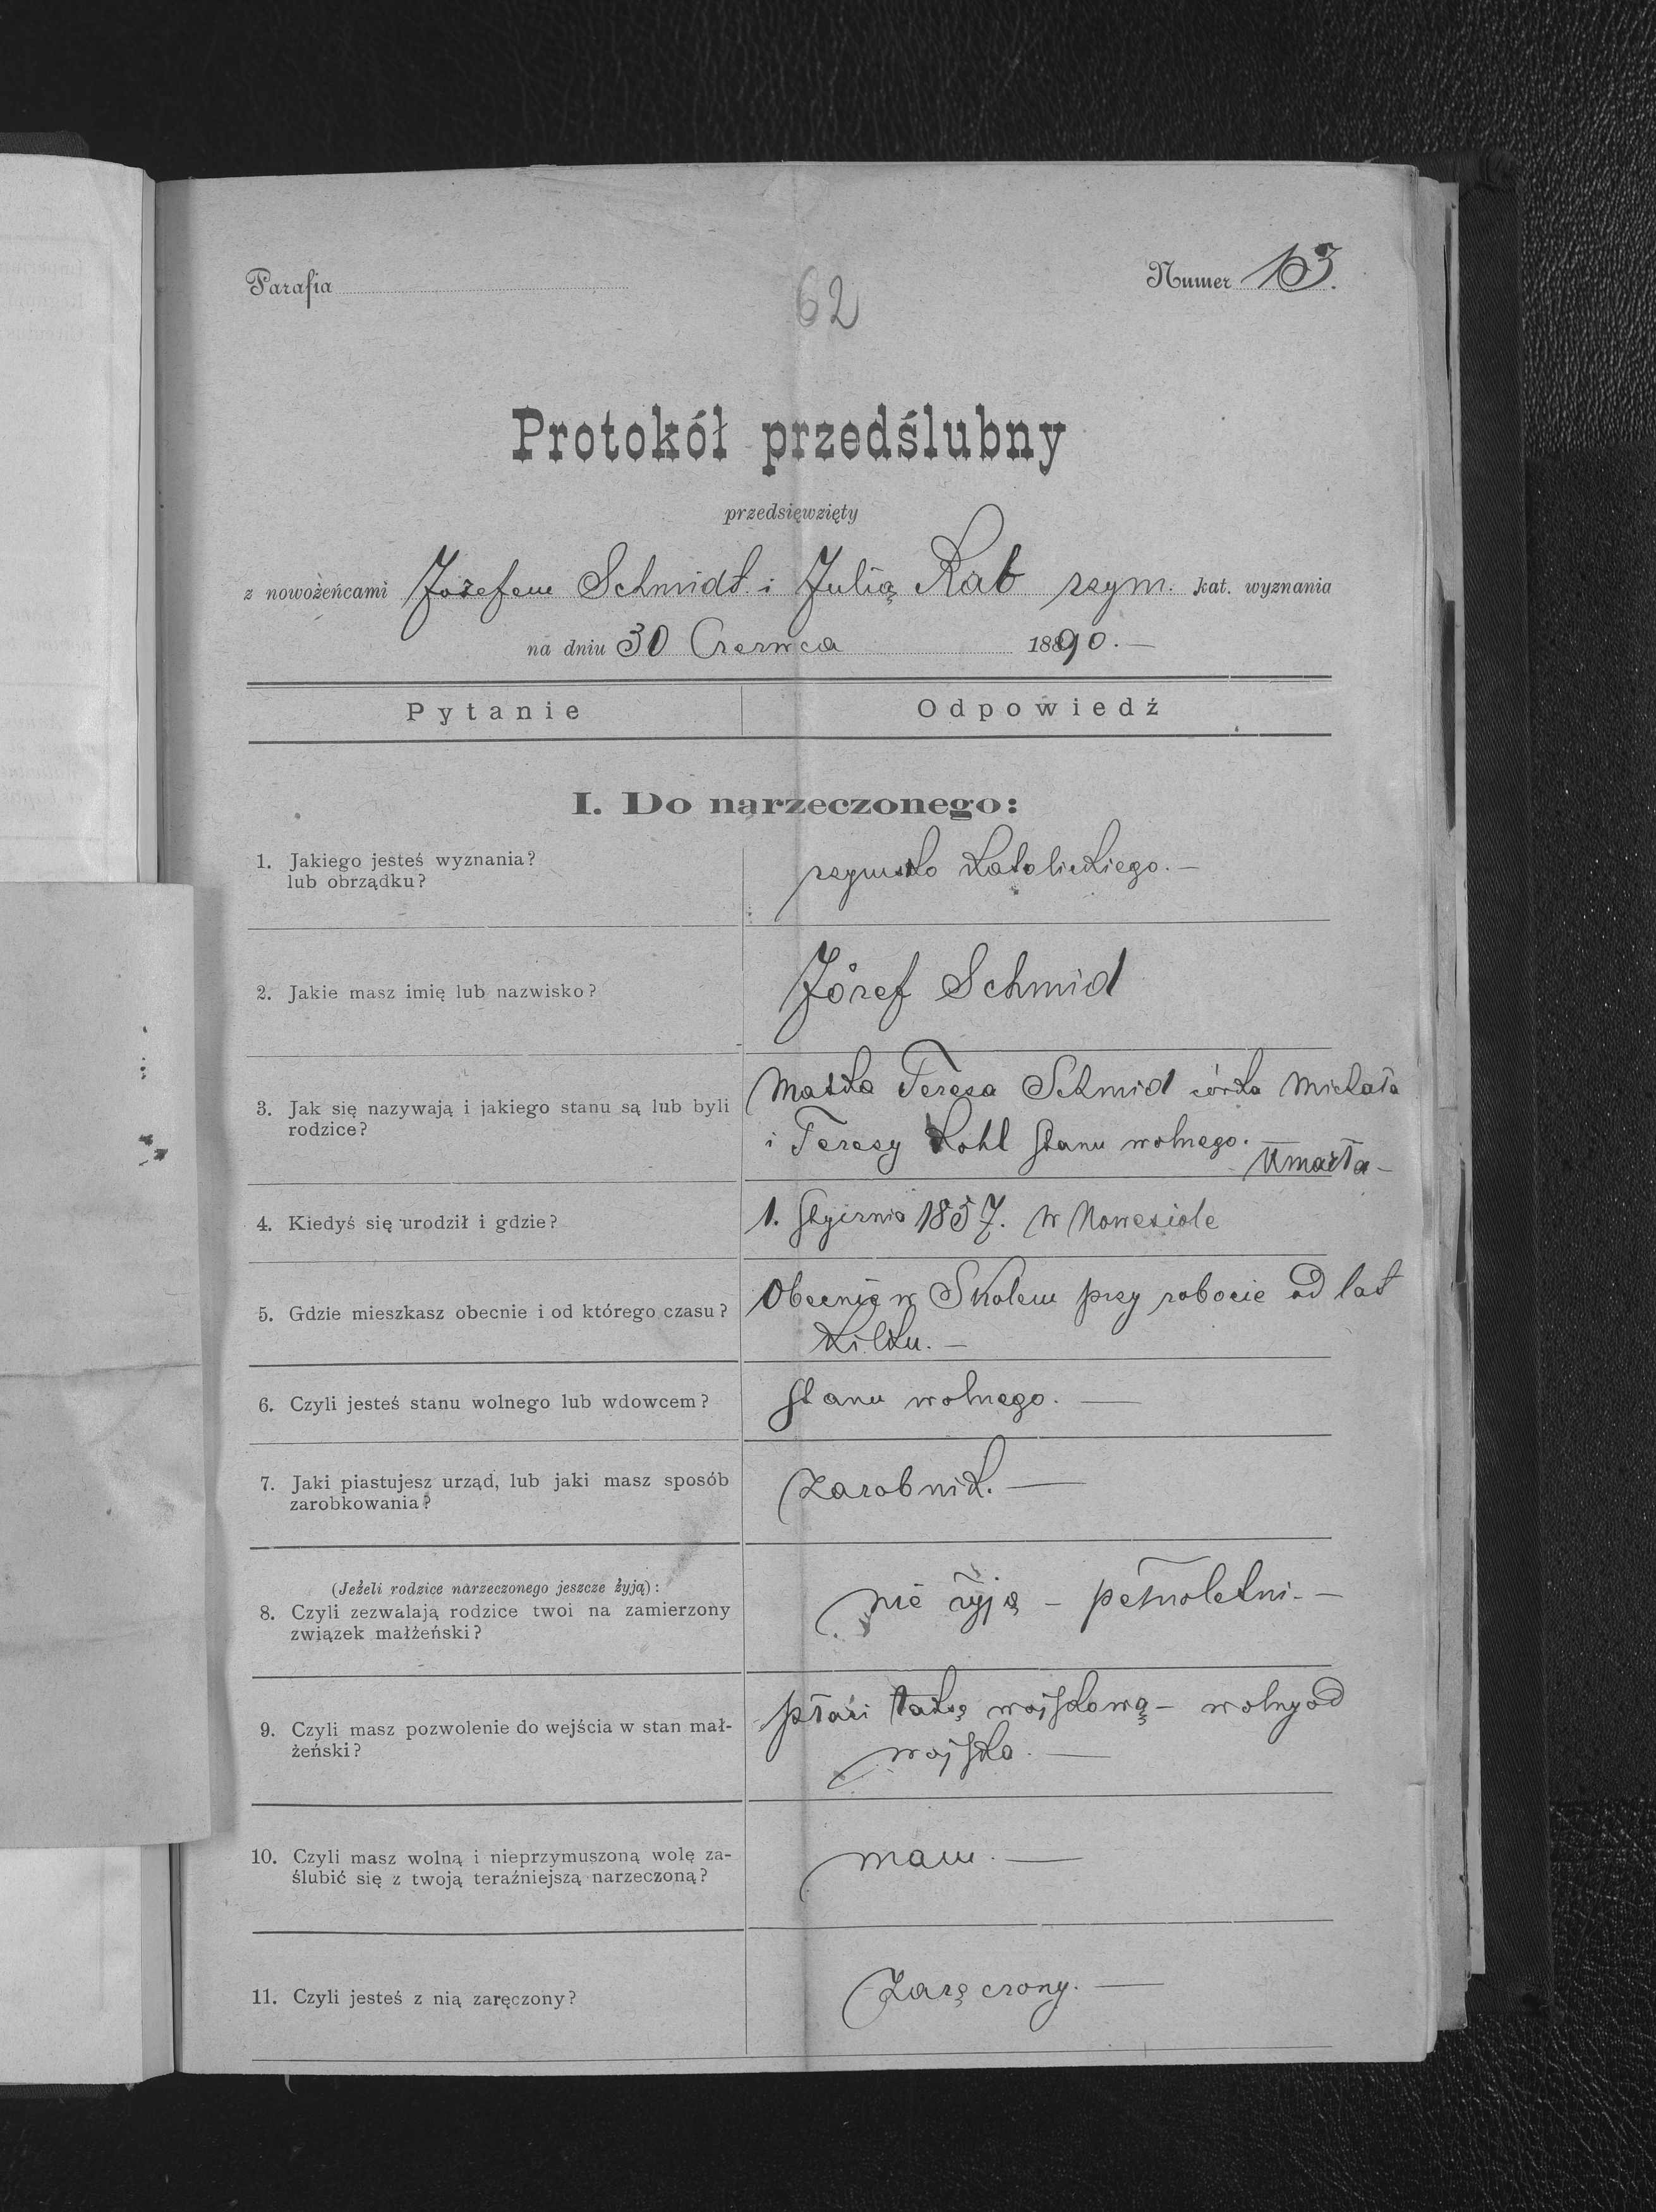 Parafia
Numer 13.
62
Protokół przedślubny
przedsięwzięty
z nowożeńcami Józefem Schmidt i Julią Rab rzym. kat. wyznania
na dniu 30 Czerwca 1890. —
Pytanie
Odpowiedź
I. Do narzeczonego:
1. Jakiego jesteś wyznania?
lub obrządku?
rzymsko katolickiego. —
2. Jakie masz imię lub nazwisko?
Józef Schmid
3. Jak się nazywają i jakiego stanu są lub byli
rodzice?
Matka Teresa Schmid córka Michała
i Teresy Kohl stanu wolnego. —
Umarła —
4. Kiedyś się urodził i gdzie?
1. Stycznia 1857. w Nowesiole
5. Gdzie mieszkasz obecnie i od którego czasu?
Obecnie w Skolem przy robocie od lat
kilku. —
6. Czyli jesteś stanu wolnego lub wdowcem?
stanu wolnego. —
7. Jaki piastujesz urząd, lub jaki masz sposób
zarobkowania?
zarobnik. —
(Jeżeli rodzice narzeczonego jeszcze żyją):
8. Czyli zezwalają rodzice twoi na zamierzony
związek małżeński?
nie żyją — pełnoletni. —
9. Czyli masz pozwolenie do wejścia w stan mał-
żeński?
płaci taksę wojskową — wolny od
wojska. —
10. Czyli masz wolną i nieprzymuszoną wolę za-
ślubić się z twoją teraźniejszą narzeczoną?
mam. —
11. Czyli jesteś z nią zaręczony?
Zaręczony. —